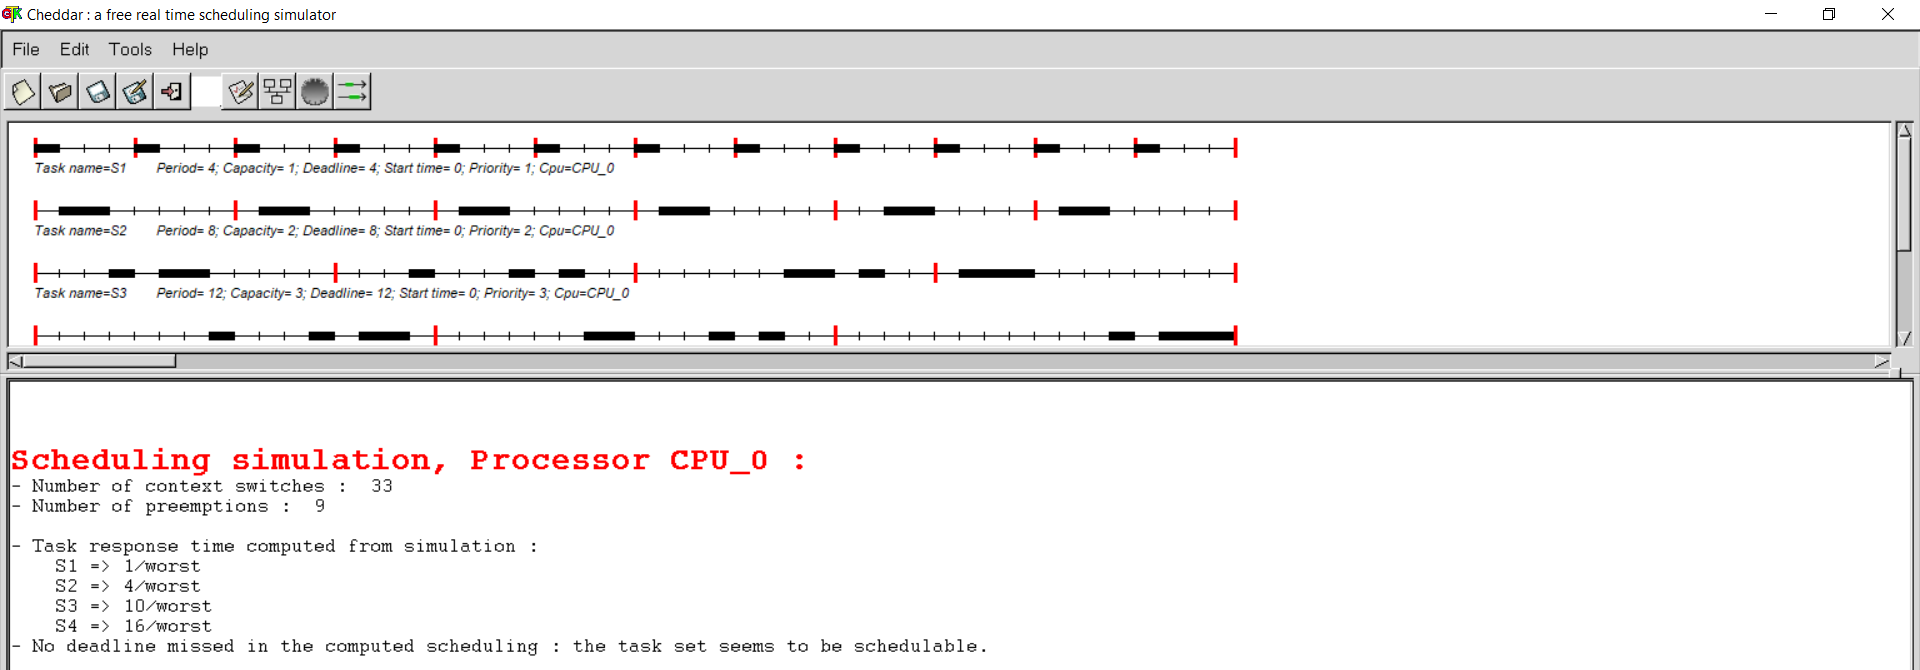 Cheddar : a free real time scheduling simulator
File Edit Tools Help
Task name=S1 Period= 4; Capacity= 1; Deadline= 4; Start time= 0; Priority= 1; Cpu=CPU_0
Task name=S2 Period= 8; Capacity= 2; Deadline= 8; Start time= 0; Priority= 2; Cpu=CPU_0
Task name=S3 Period= 12; Capacity= 3; Deadline= 12; Start time= 0; Priority= 3; Cpu=CPU_0
Scheduling simulation, Processor CPU_0 :
- Number of context switches : 33
- Number of preemptions : 9
- Task response time computed from simulation :
S1 => 1/worst
S2 => 4/worst
S3 => 10/worst
S4 => 16/worst
- No deadline missed in the computed scheduling : the task set seems to be schedulable.